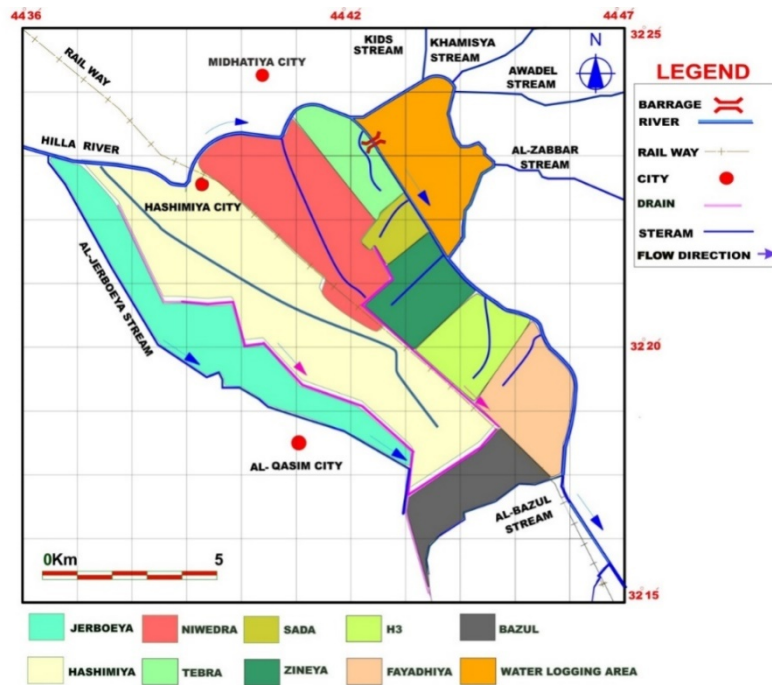 44 36
44 42
44 47
32 25
KIDS
STREAM
KHAMISYA
STREAM
N
RAIL WAY
MIDHATIYA CITY
AWADEL
STREAM
LEGEND
BARRAGE
RIVER
RAIL WAY
CITY
DRAIN
STERAM
FLOW DIRECTION
HILLA RIVER
AL-ZABBAR
STREAM
HASHIMIYA CITY
AL-JERBOEYA STREAM
32 20
AL- QASIM CITY
AL-BAZUL
STREAM
0Km
5
32 15
JERBOEYA
NIWEDRA
SADA
H3
BAZUL
HASHIMIYA
TEBRA
ZINEYA
FAYADHIYA
WATER LOGGING AREA